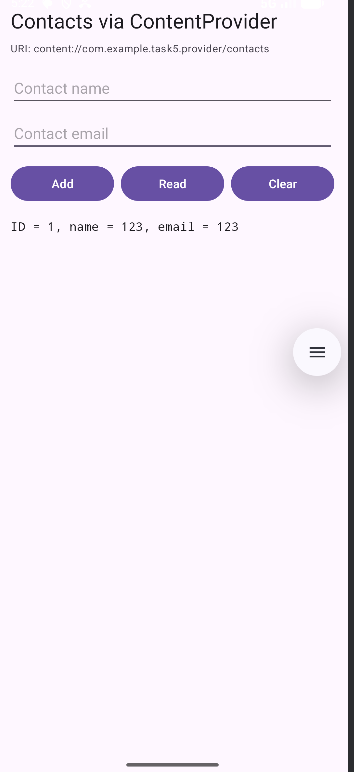 Contacts via ContentProvider
URI: content://com.example.task5.provider/contacts
Contact name
Contact email
Add
Read
Clear
ID = 1, name = 123, email = 123